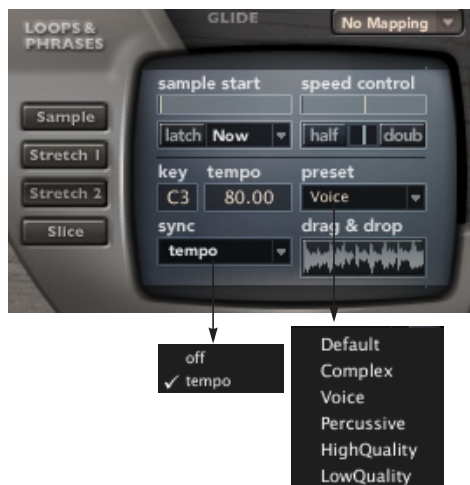 LOOPS &
PHRASES
GLIDE
No Mapping
Sample
Stretch 1
Stretch 2
Slice
sample start
speed control
latch Now
half doub
key tempo
preset
C3 80.00
Voice
sync
drag & drop
tempo
off
✓ tempo
Default
Complex
Voice
Percussive
HighQuality
LowQuality